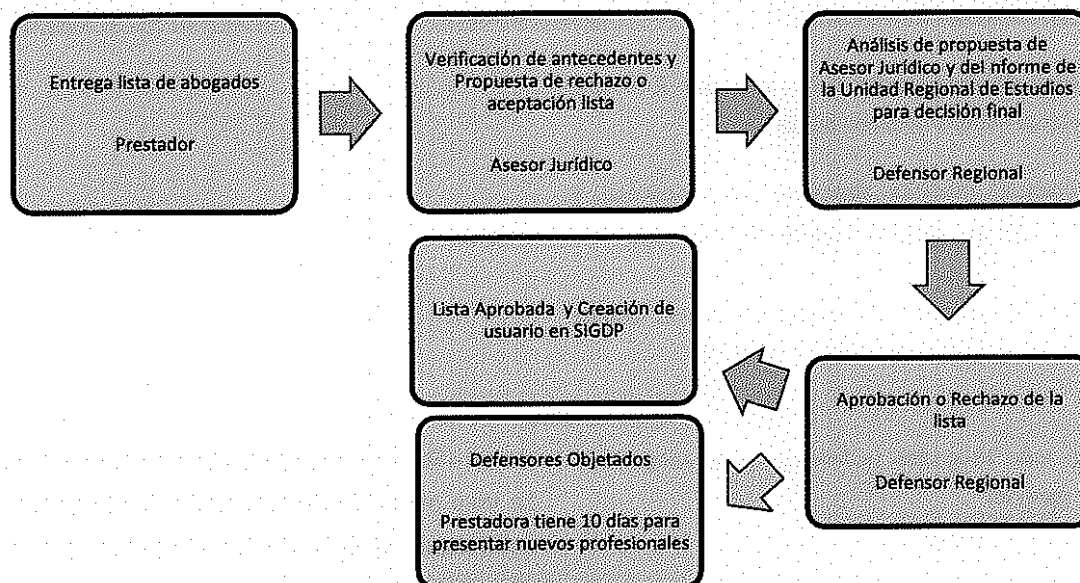 Entrega lista de abogados
Prestador
Verificación de antecedentes y
Propuesta de rechazo o
aceptación lista
Asesor Jurídico
Análisis de propuesta de
Asesor Jurídico y del nforme de
la Unidad Regional de Estudios
para decisión final
Defensor Regional
Aprobación o Rechazo de la
lista
Defensor Regional
Lista Aprobada y Creación de
usuario en SIGDP
Defensores Objetados
Prestadora tiene 10 días para
presentar nuevos profesionales